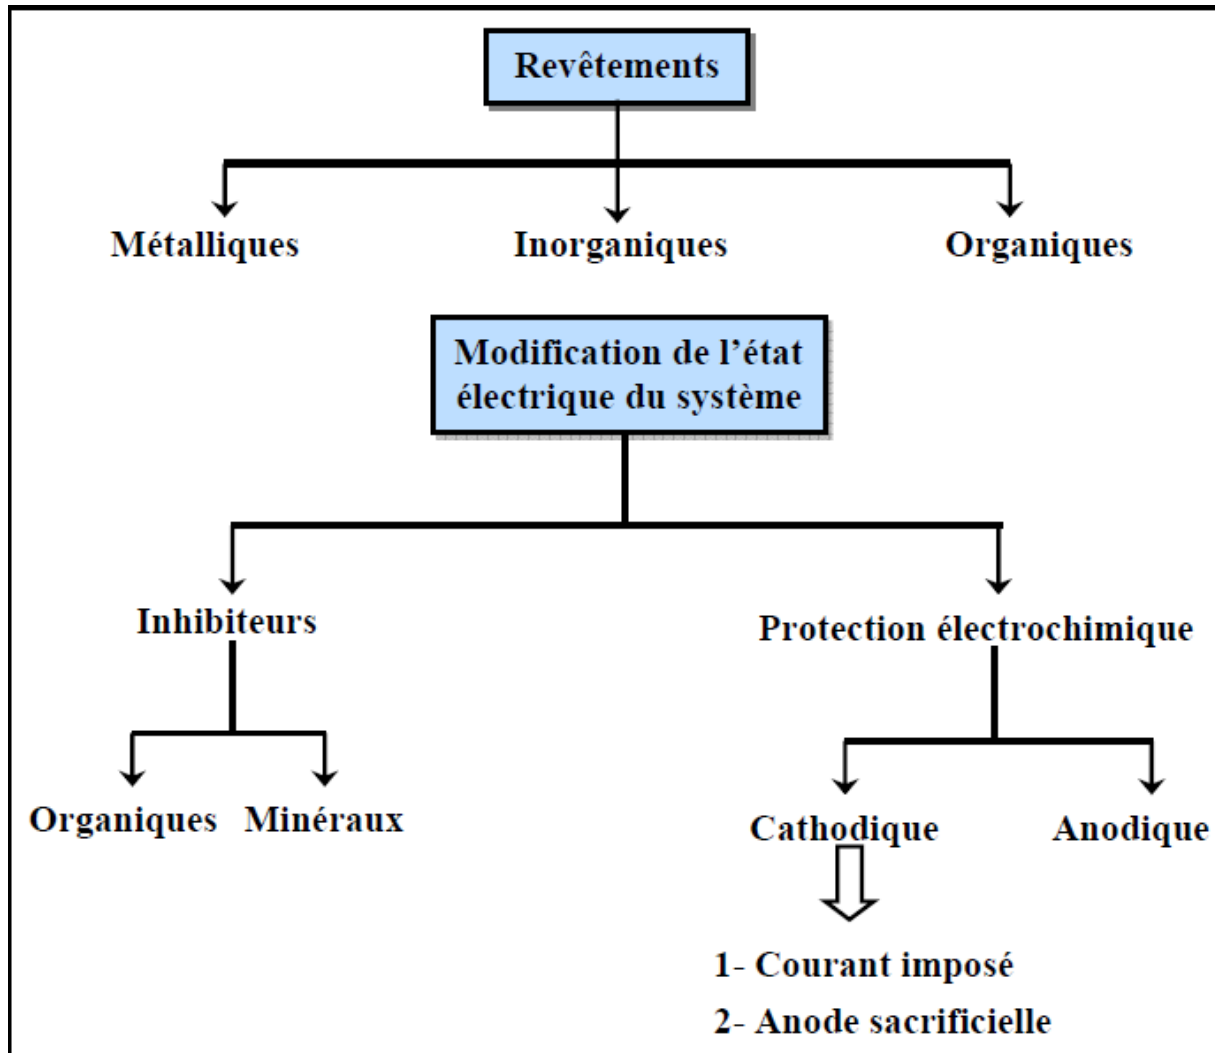 Revêtements
Métalliques
Inorganiques
Organiques
Modification de l’état
électrique du système
Inhibiteurs
Protection électrochimique
Organiques
Minéraux
Cathodique
Anodique
1- Courant imposé
2- Anode sacrificielle